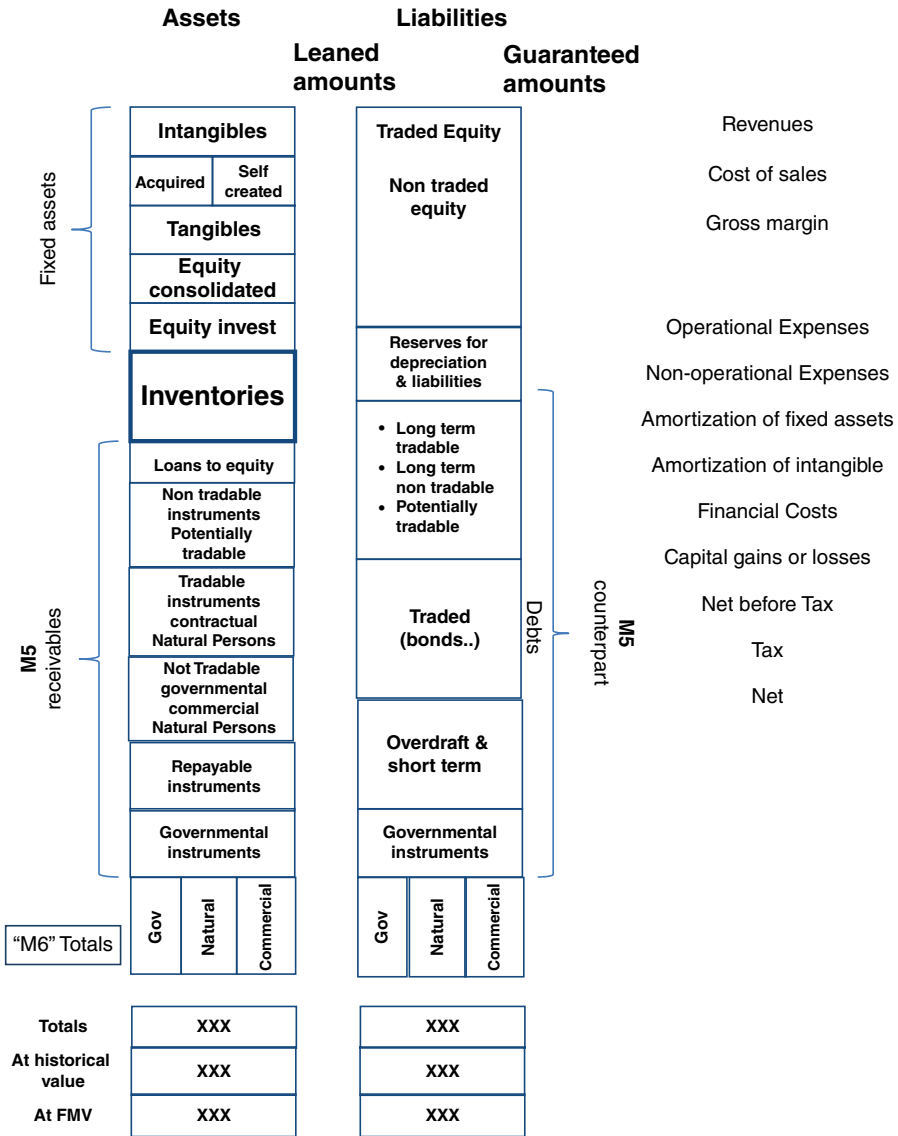 Assets
Liabilities
Leaned
amounts
Guaranteed
amounts
Fixed assets
Intangibles
Acquired
Self
created
Tangibles
Equity
consolidated
Equity invest
Inventories
M5
receivables
Loans to equity
Non tradable
instruments
Potentially
tradable
Tradable
instruments
contractual
Natural Persons
Not Tradable
governmental
commercial
Natural Persons
Repayable
instruments
Governmental
instruments
Traded Equity
Non traded
equity
Reserves for
depreciation
& liabilities
• Long term
tradable
• Long term
non tradable
• Potentially
tradable
Traded
(bonds..)
Overdraft &
short term
Governmental
instruments
Debts
M5
counterpart
Revenues
Cost of sales
Gross margin
Operational Expenses
Non-operational Expenses
Amortization of fixed assets
Amortization of intangible
Financial Costs
Capital gains or losses
Net before Tax
Tax
Net
"M6" Totals
Gov
Natural
Commercial
Gov
Natural
Commercial
Totals
XXX
XXX
At historical
value
XXX
XXX
At FMV
XXX
XXX